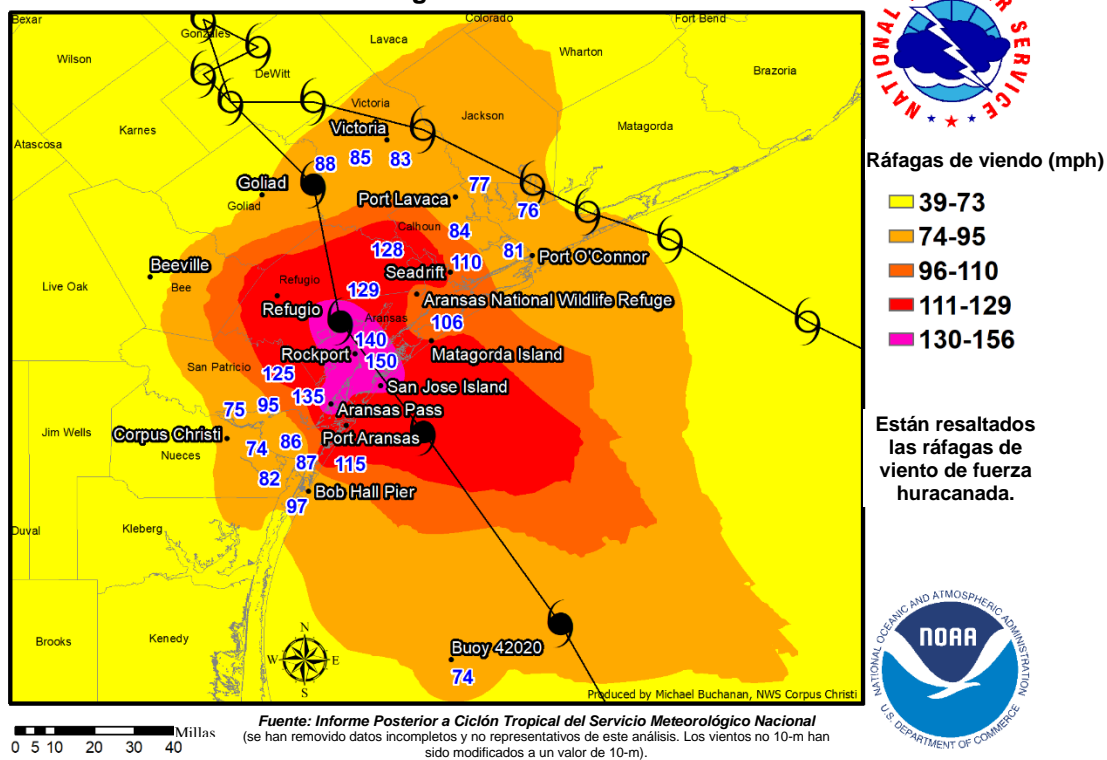 Bexar
Gonzales
Colorado
Fort Bend
Lavaca
Wharton
Wilson
DeWitt
Brazoria
Victoria
Jackson
Matagorda
Karnes
Atascosa
Victoria
88
85
83
Goliad
Goliad
Port Lavaca
77
76
Calhoun
84
128
81
Port O'Connor
Seadrift
110
Beeville
Bee
Live Oak
Refugio
129
Refugio
Aransas National Wildlife Refuge
Aransas
106
140
Matagorda Island
Rockport
150
San Patricio
125
San Jose Island
75
95
135
Aransas Pass
Jim Wells
Corpus Christi
74
86
Port Aransas
Nueces
87
115
82
Bob Hall Pier
97
Duval
Kleberg
Brooks
Kenedy
N
W
E
S
Buoy 42020
74
Produced by Michael Buchanan, NWS Corpus Christi
Ráfagas de viendo (mph)
39-73
74-95
96-110
111-129
130-156
Están resaltados
las ráfagas de
viento de fuerza
huracanada.
NOAA
NATIONAL OCEANIC AND ATMOSPHERIC ADMINISTRATION
U.S. DEPARTMENT OF COMMERCE
Millas
0 5 10 20 30 40
Fuente: Informe Posterior a Ciclón Tropical del Servicio Meteorológico Nacional
(se han removido datos incompletos y no representativos de este análisis. Los vientos no 10-m han
sido modificados a un valor de 10-m).
NATIONAL
SERVICE